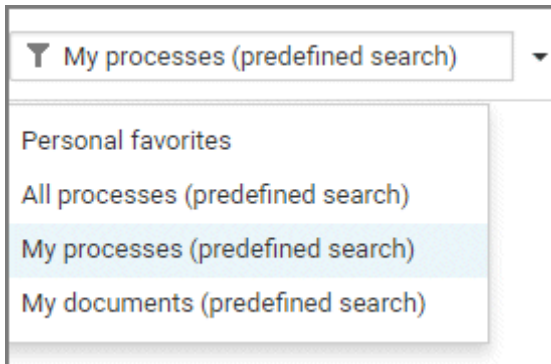 My processes (predefined search)
Personal favorites
All processes (predefined search)
My processes (predefined search)
My documents (predefined search)